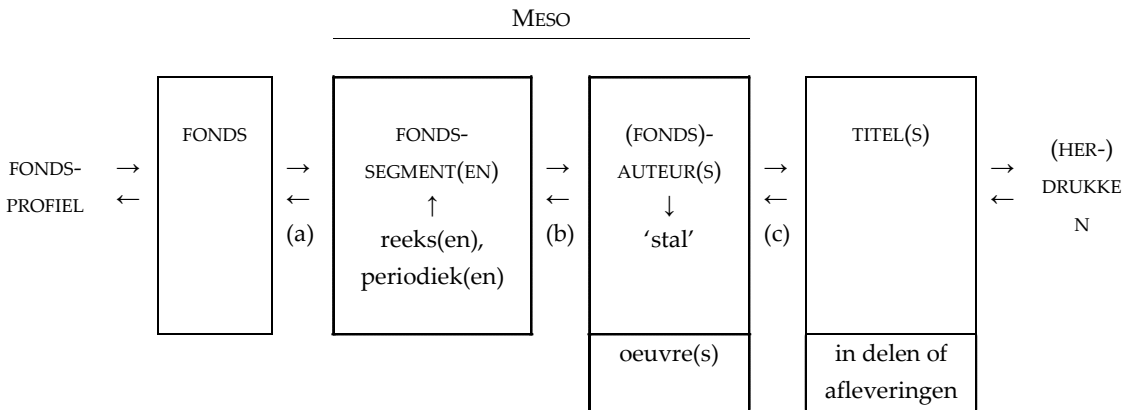 MESO
FONDS-
PROFIEL
→
←
FONDS
→
←
(a)
FONDS-
SEGMENT(EN)
↑
reeks(en),
periodiek(en)
→
←
(b)
(FONDS)-
AUTEUR(S)
↓
‘stal’
oeuvre(s)
→
←
(c)
TITEL(S)
in delen of
afleveringen
→
←
(HER-)
DRUKKE
N